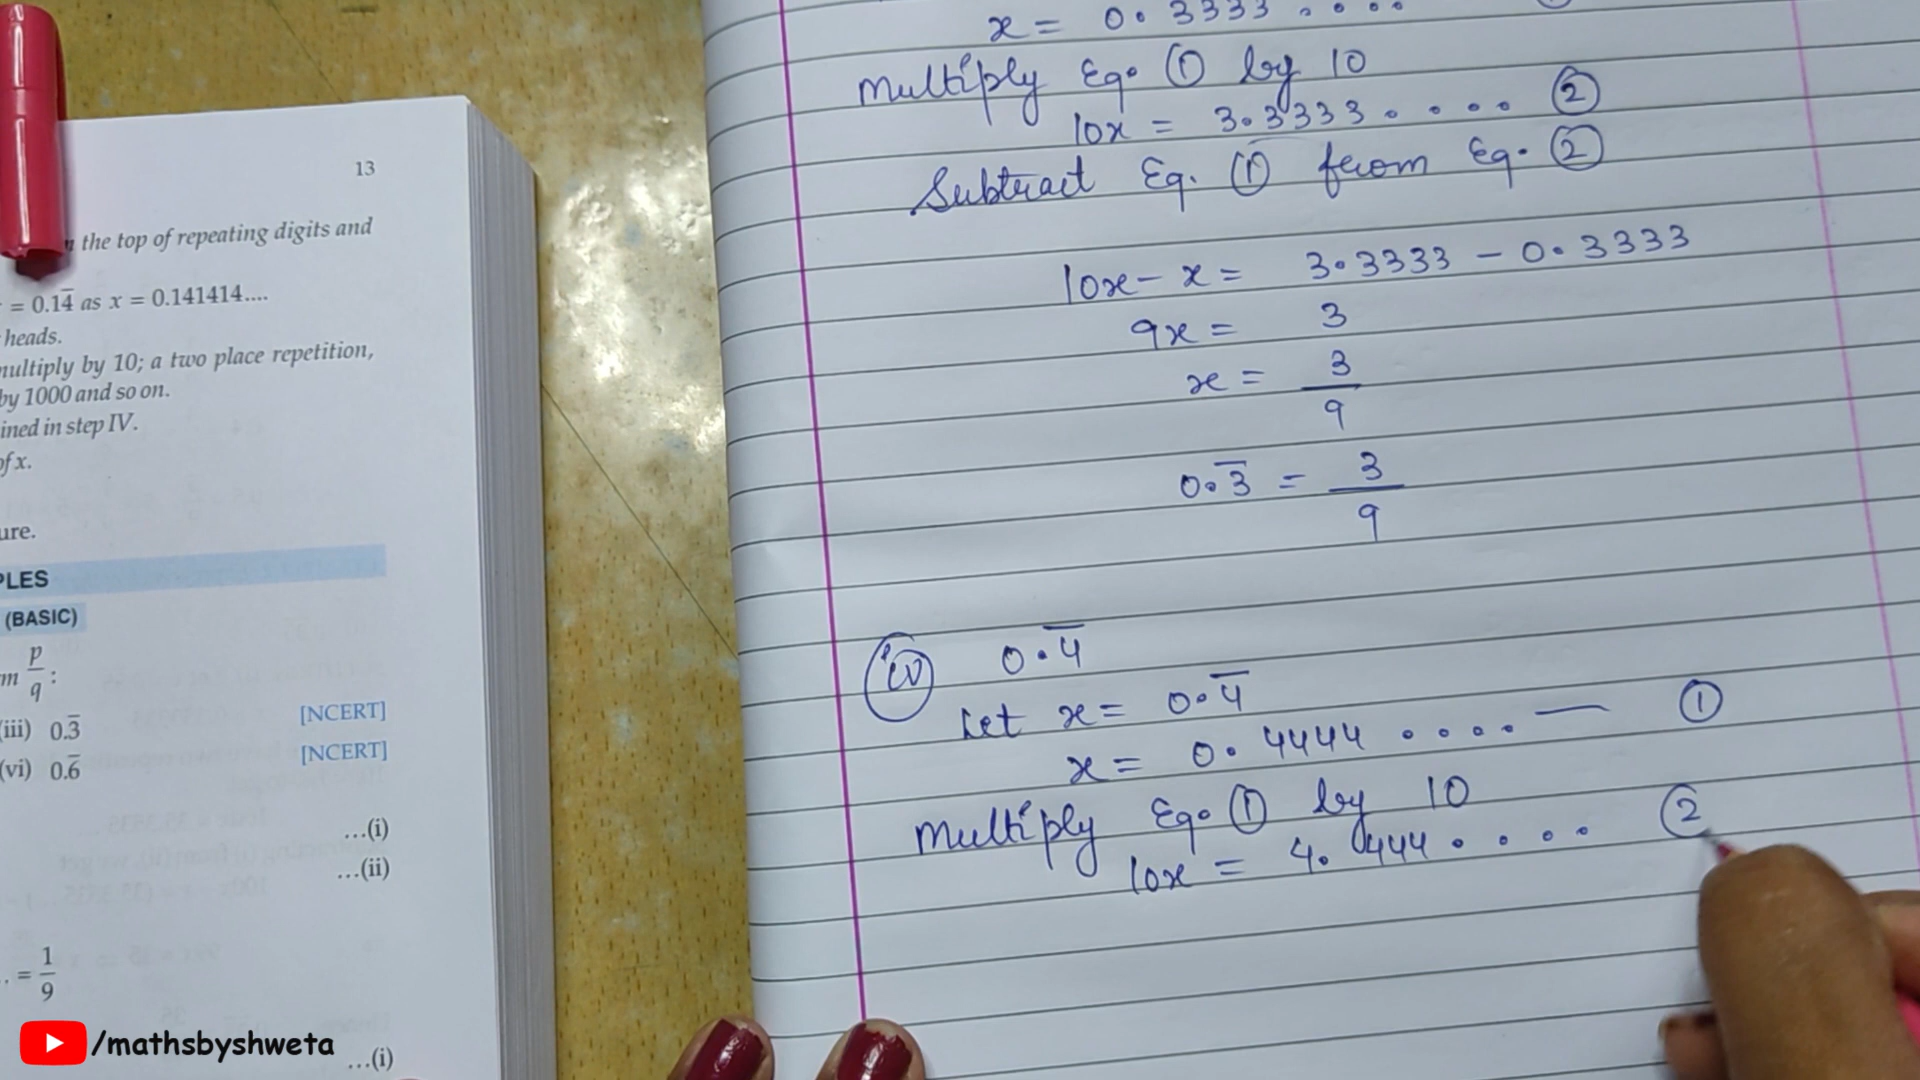 13
the top of repeating digits and
= 0.1̅4̅ as x = 0.141414....
heads.
multiply by 10; a two place repetition,
by 1000 and so on.
ined in step IV.
of x.
ure.
PLES
(BASIC)
m p/q :
(iii) 0.3̅ [NCERT]
(vi) 0.6̅ [NCERT]
...(i)
...(ii)
. = 1/9
...(i)
/mathsbyshweta
x = 0.3333 ....
Multiply Eq. ① by 10
10x = 3.3333 .... ②
Subtract Eq. ① from Eq. ②
10x - x = 3.3333 - 0.3333
9x = 3
x = 3/9
0.3̅ = 3/9
(iv) 0.4̅
Let x = 0.4̅
x = 0.4444 .... — ①
Multiply Eq. ① by 10
10x = 4.444 .... ②